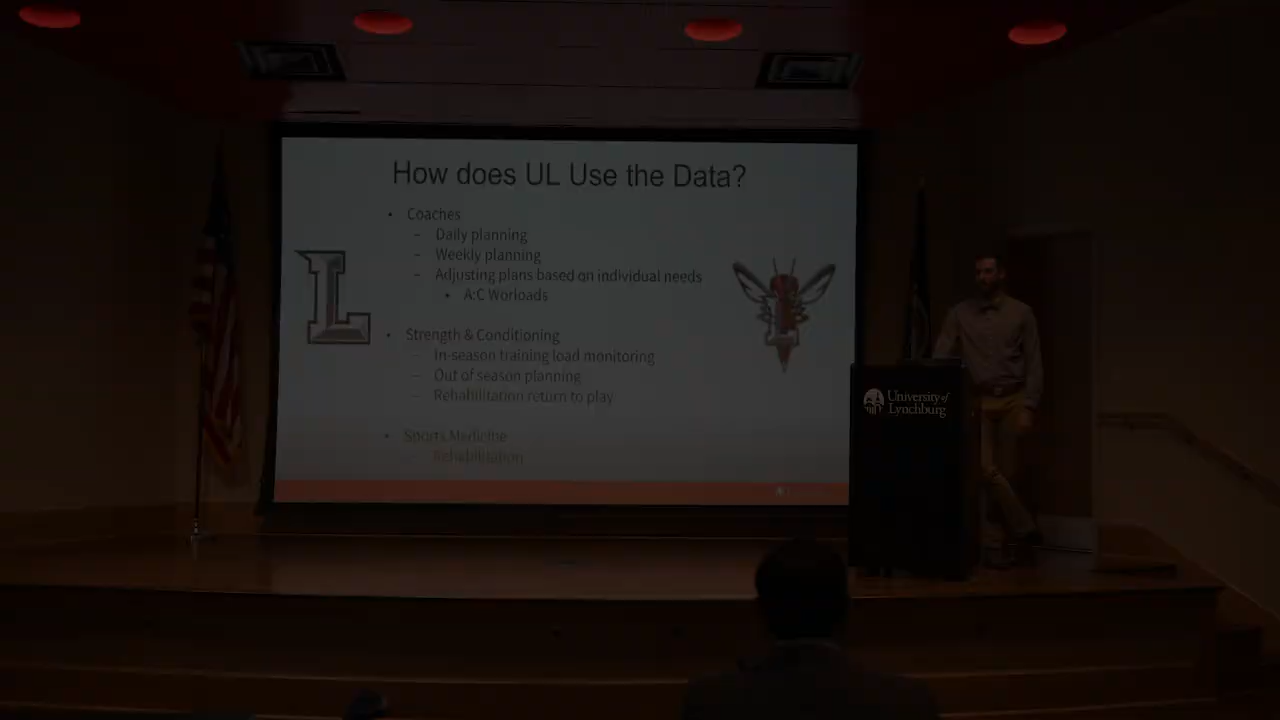 How does UL Use the Data?
• Coaches
– Daily planning
– Weekly planning
– Adjusting plans based on individual needs
• A:C Worloads
• Strength & Conditioning
– In-season training load monitoring
– Out of season planning
– Rehabilitation return to play
• Sports Medicine
– Rehabilitation
L
University of
Lynchburg